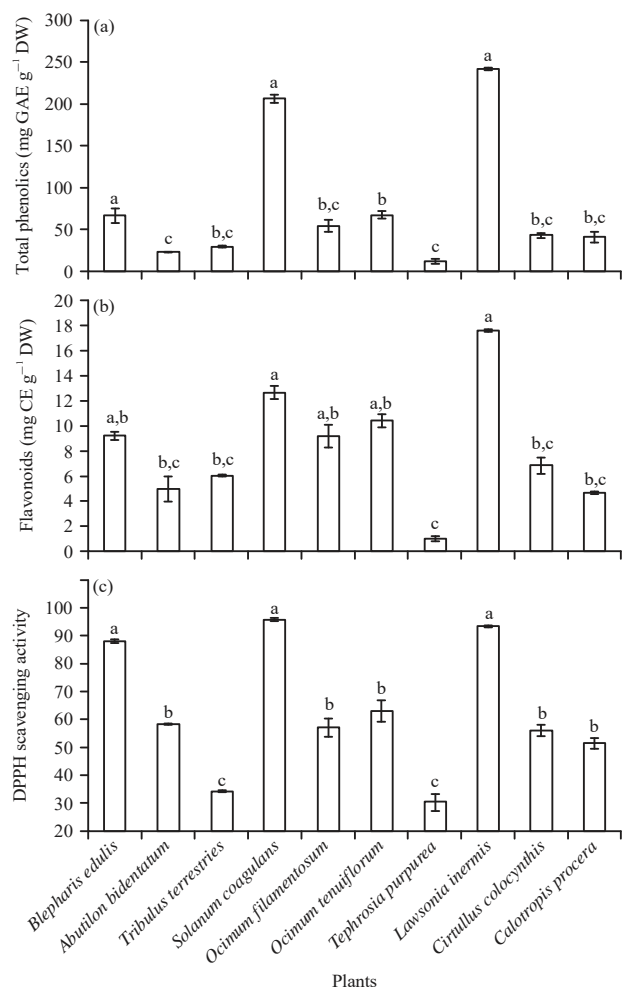 (a)
Total phenolics (mg GAE g⁻¹ DW)
300
250
200
150
100
50
0
a
c
b,c
a
b,c
b
c
a
b,c
b,c
(b)
Flavonoids (mg CE g⁻¹ DW)
20
18
16
14
12
10
8
6
4
2
0
a,b
b,c
b,c
a
a,b
a,b
c
a
b,c
b,c
(c)
DPPH scavenging activity
100
90
80
70
60
50
40
30
20
a
b
c
a
b
b
c
a
b
b
Blepharis edulis
Abutilon bidentatum
Tribulus terrestries
Solanum coagulans
Ocimum filamentosum
Ocimum tenuiflorum
Tephrosia purpurea
Lawsonia inermis
Cirtullus colocynthis
Calotropis procera
Plants